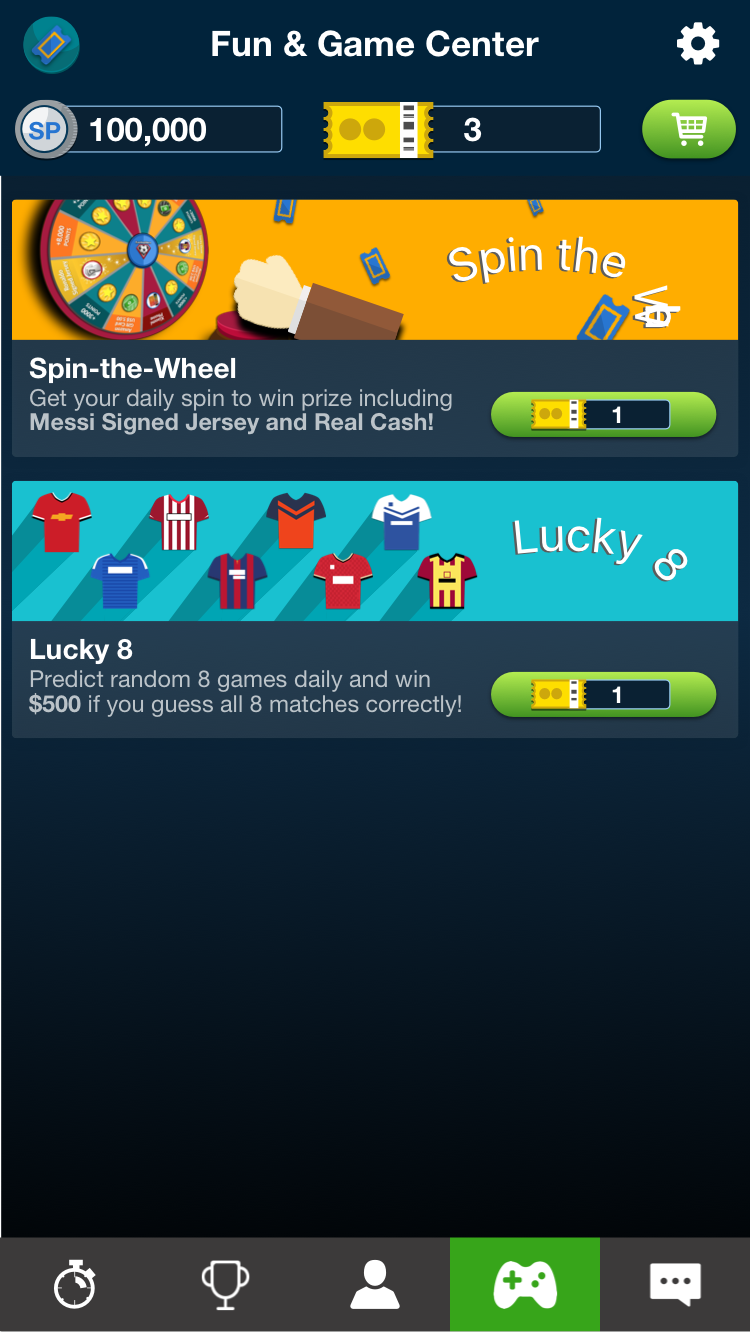 Fun & Game Center
SP 100,000 3
Spin the
Spin-the-Wheel
Get your daily spin to win prize including
Messi Signed Jersey and Real Cash!
1
Lucky 8
Lucky 8
Predict random 8 games daily and win
$500 if you guess all 8 matches correctly!
1